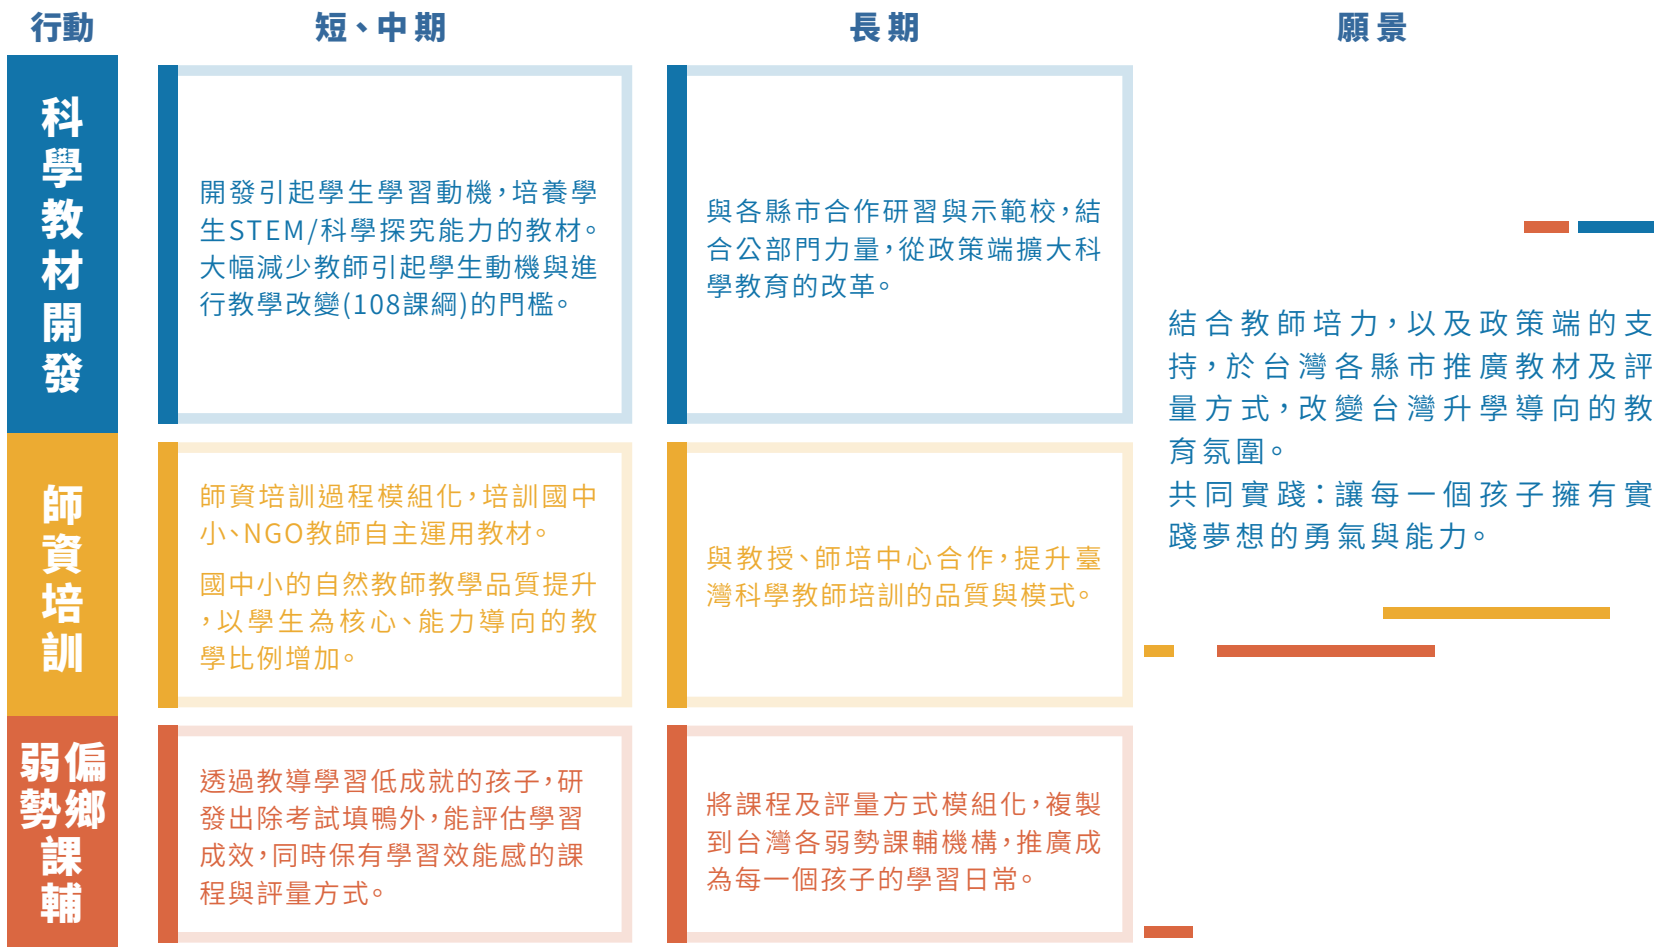 行動
短、中期
長期
願景
科學教材開發
開發引起學生學習動機，培養學
生STEM/科學探究能力的教材。
大幅減少教師引起學生動機與進
行教學改變(108課綱)的門檻。
與各縣市合作研習與示範校，結
合公部門力量，從政策端擴大科
學教育的改革。
師資培訓
師資培訓過程模組化，培訓國中
小、NGO教師自主運用教材。
國中小的自然教師教學品質提升
，以學生為核心、能力導向的教
學比例增加。
與教授、師培中心合作，提升臺
灣科學教師培訓的品質與模式。
偏鄉
弱勢
課輔
透過教導學習低成就的孩子，研
發出除考試填鴨外，能評估學習
成效，同時保有學習效能感的課
程與評量方式。
將課程及評量方式模組化，複製
到台灣各弱勢課輔機構，推廣成
為每一個孩子的學習日常。
結合教師培力，以及政策端的支
持，於台灣各縣市推廣教材及評
量方式，改變台灣升學導向的教
育氛圍。
共同實踐：讓每一個孩子擁有實
踐夢想的勇氣與能力。